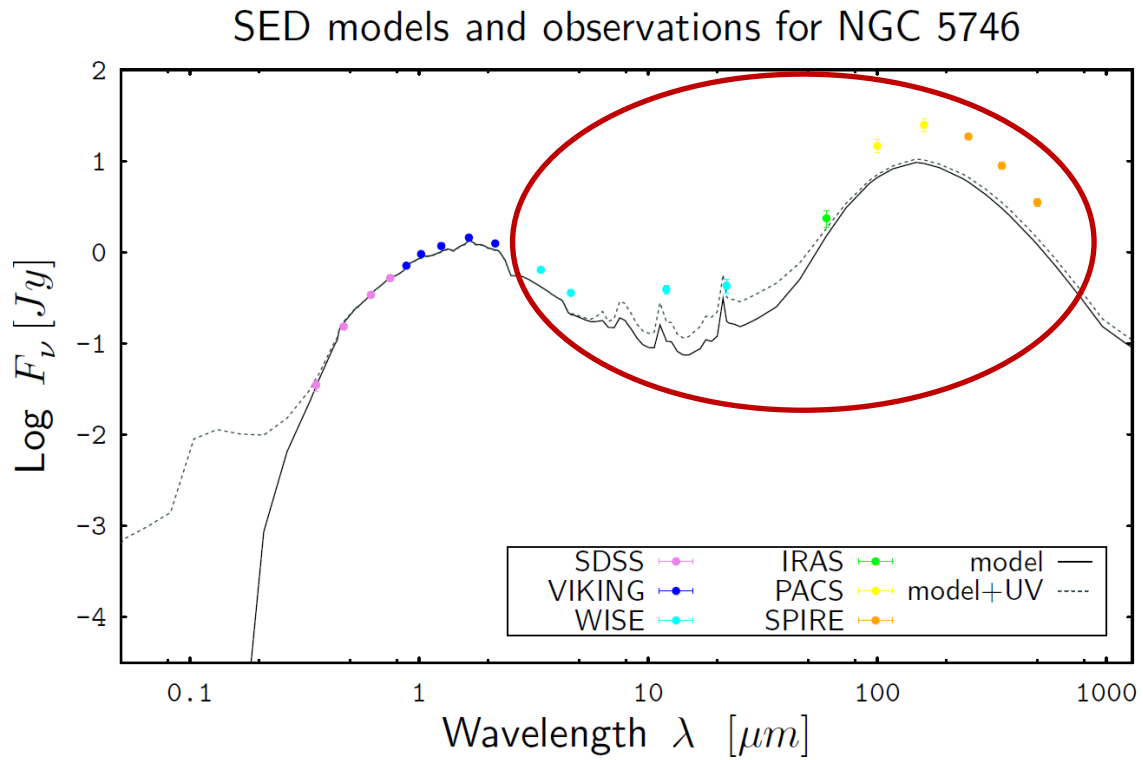 SED models and observations for NGC 5746
Log F_ν [Jy]
2
1
0
-1
-2
-3
-4
0.1 1 10 100 1000
Wavelength λ [μm]
SDSS IRAS model
VIKING PACS model+UV
WISE SPIRE